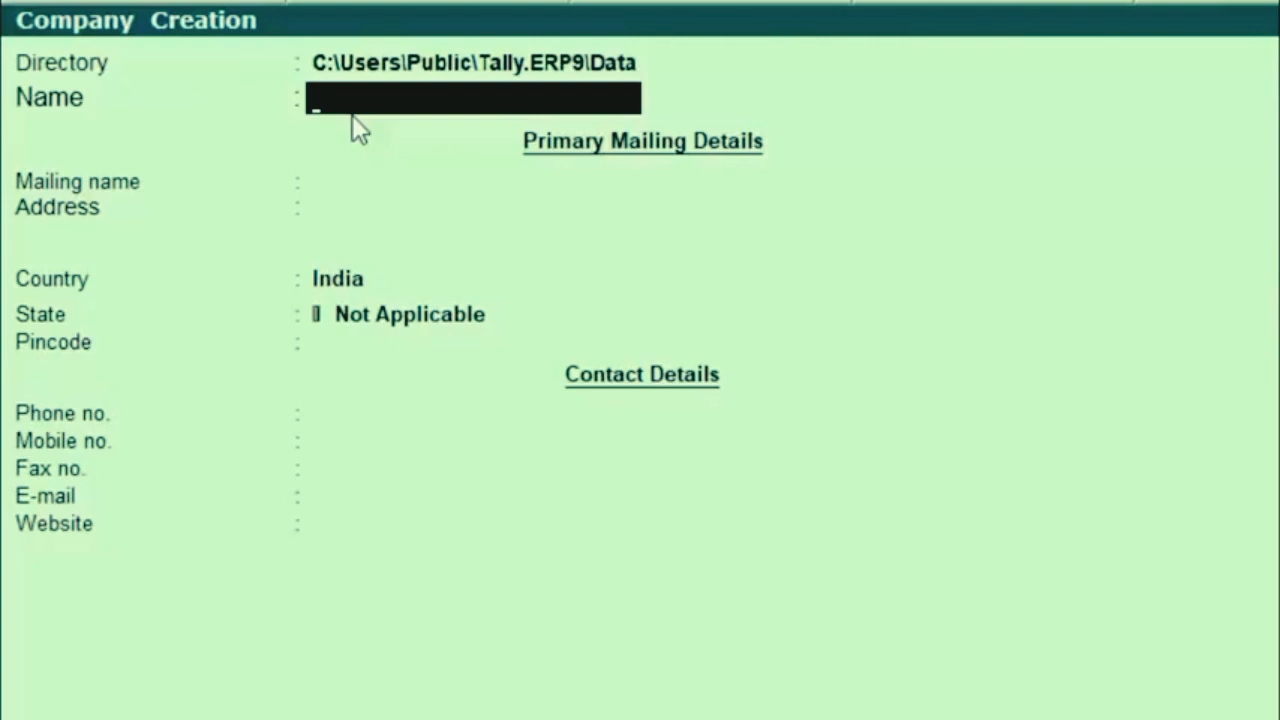 Company Creation
Directory : C:\Users\Public\Tally.ERP9\Data
Name :
Primary Mailing Details
Mailing name :
Address :
Country : India
State : Not Applicable
Pincode :
Contact Details
Phone no. :
Mobile no. :
Fax no. :
E-mail :
Website :